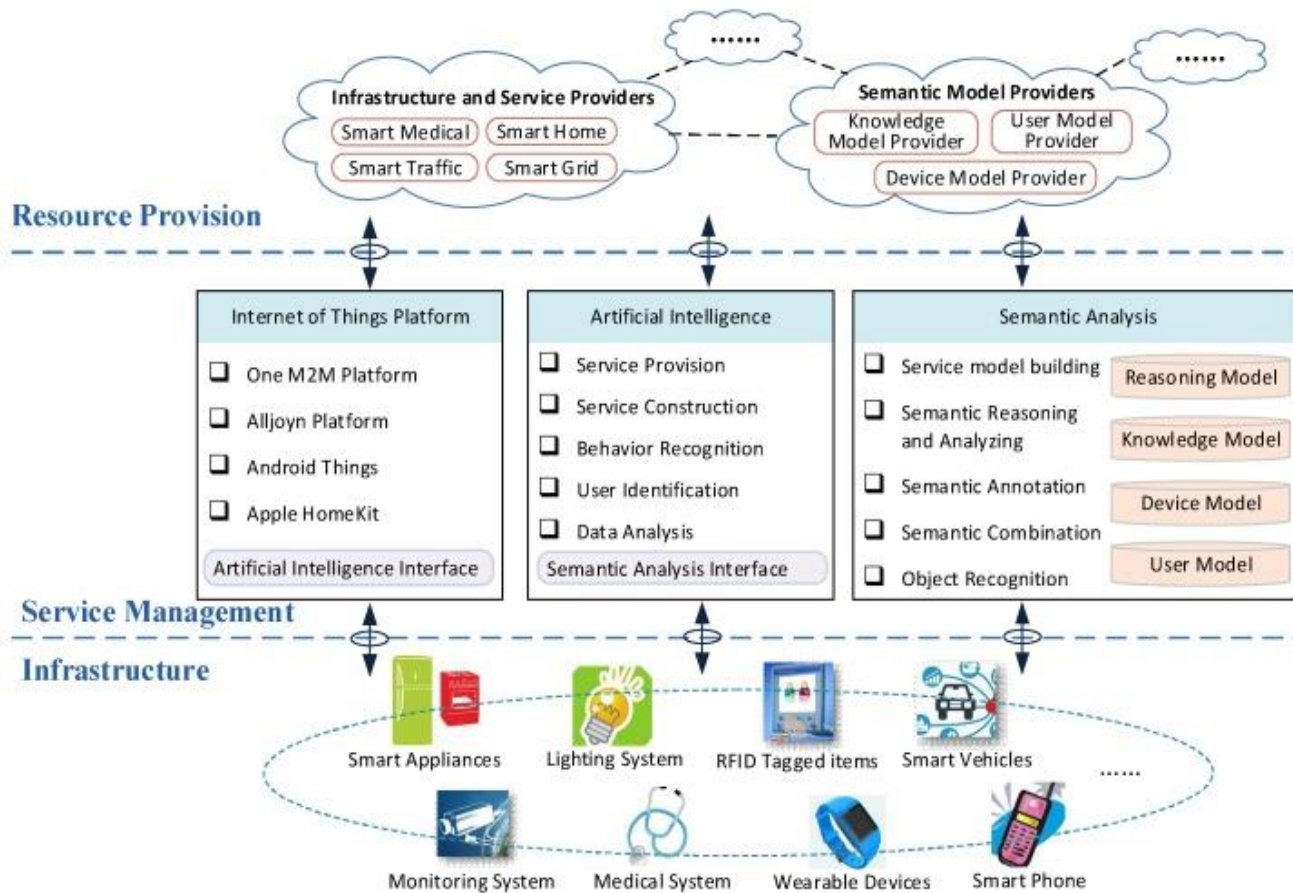 ......
......
Infrastructure and Service Providers
Smart Medical
Smart Home
Smart Traffic
Smart Grid
Semantic Model Providers
Knowledge
Model Provider
User Model
Provider
Device Model Provider
Resource Provision
Internet of Things Platform
One M2M Platform
Alljoyn Platform
Android Things
Apple HomeKit
Artificial Intelligence Interface
Artificial Intelligence
Service Provision
Service Construction
Behavior Recognition
User Identification
Data Analysis
Semantic Analysis Interface
Semantic Analysis
Service model building
Semantic Reasoning
and Analyzing
Semantic Annotation
Semantic Combination
Object Recognition
Reasoning Model
Knowledge Model
Device Model
User Model
Service Management
Infrastructure
Smart Appliances
Lighting System
RFID Tagged items
Smart Vehicles
......
Monitoring System
Medical System
Wearable Devices
Smart Phone